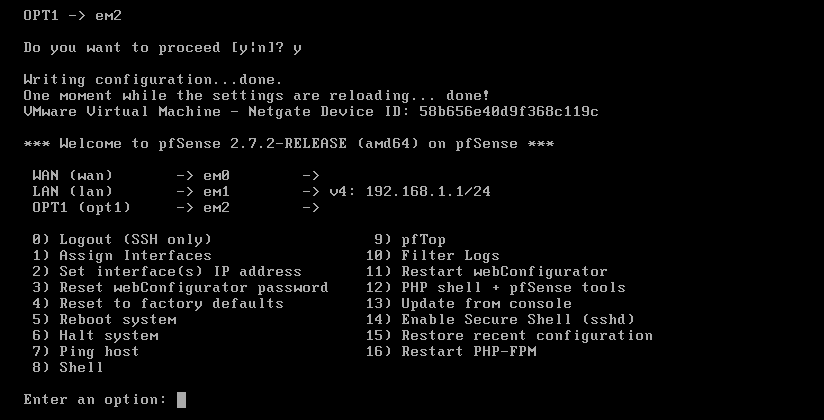 OPT1 -> em2
Do you want to proceed [y|n]? y
Writing configuration...done.
One moment while the settings are reloading... done!
VMware Virtual Machine - Netgate Device ID: 58b656e40d9f368c119c
*** Welcome to pfSense 2.7.2-RELEASE (amd64) on pfSense ***
WAN (wan)       -> em0        ->
LAN (lan)       -> em1        -> v4: 192.168.1.1/24
OPT1 (opt1)     -> em2        ->
0) Logout (SSH only)                  9) pfTop
1) Assign Interfaces                 10) Filter Logs
2) Set interface(s) IP address       11) Restart webConfigurator
3) Reset webConfigurator password    12) PHP shell + pfSense tools
4) Reset to factory defaults         13) Update from console
5) Reboot system                     14) Enable Secure Shell (sshd)
6) Halt system                       15) Restore recent configuration
7) Ping host                         16) Restart PHP-FPM
8) Shell
Enter an option: